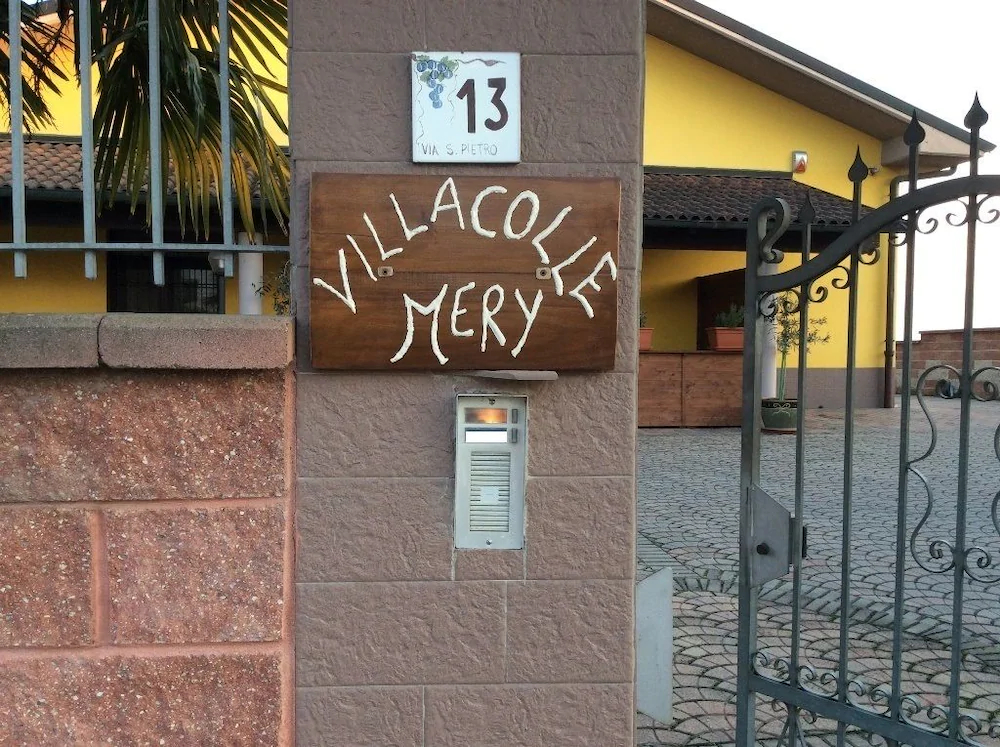 13
VIA S. PIETRO
VILLACOLLE
MERY